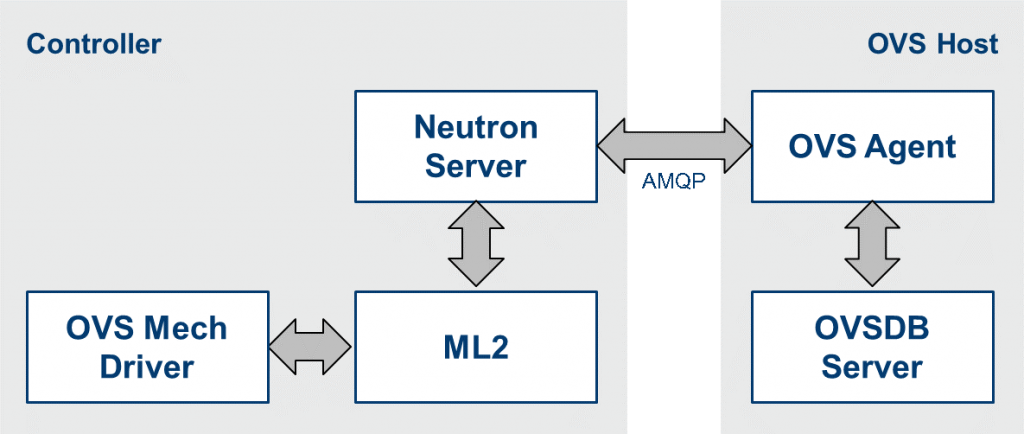 Controller
OVS Host
Neutron
Server
OVS Agent
AMQP
OVS Mech
Driver
ML2
OVSDB
Server